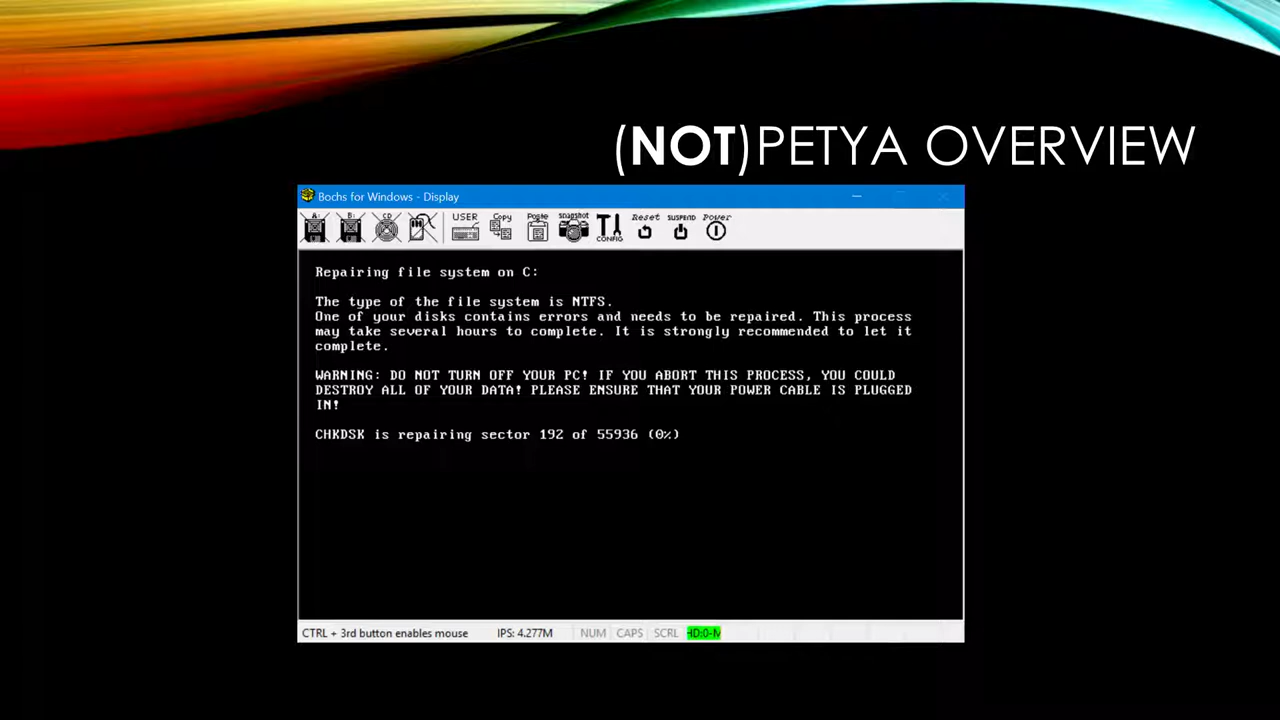 (NOT)PETYA OVERVIEW
Bochs for Windows - Display
A: B: CD USER Copy Paste snapshot CONFIG Reset SUSPEND Power
Repairing file system on C:
The type of the file system is NTFS.
One of your disks contains errors and needs to be repaired. This process
may take several hours to complete. It is strongly recommended to let it
complete.
WARNING: DO NOT TURN OFF YOUR PC! IF YOU ABORT THIS PROCESS, YOU COULD
DESTROY ALL OF YOUR DATA! PLEASE ENSURE THAT YOUR POWER CABLE IS PLUGGED
IN!
CHKDSK is repairing sector 192 of 55936 (0%)
CTRL + 3rd button enables mouse IPS: 4.277M NUM CAPS SCRL HD:0-M